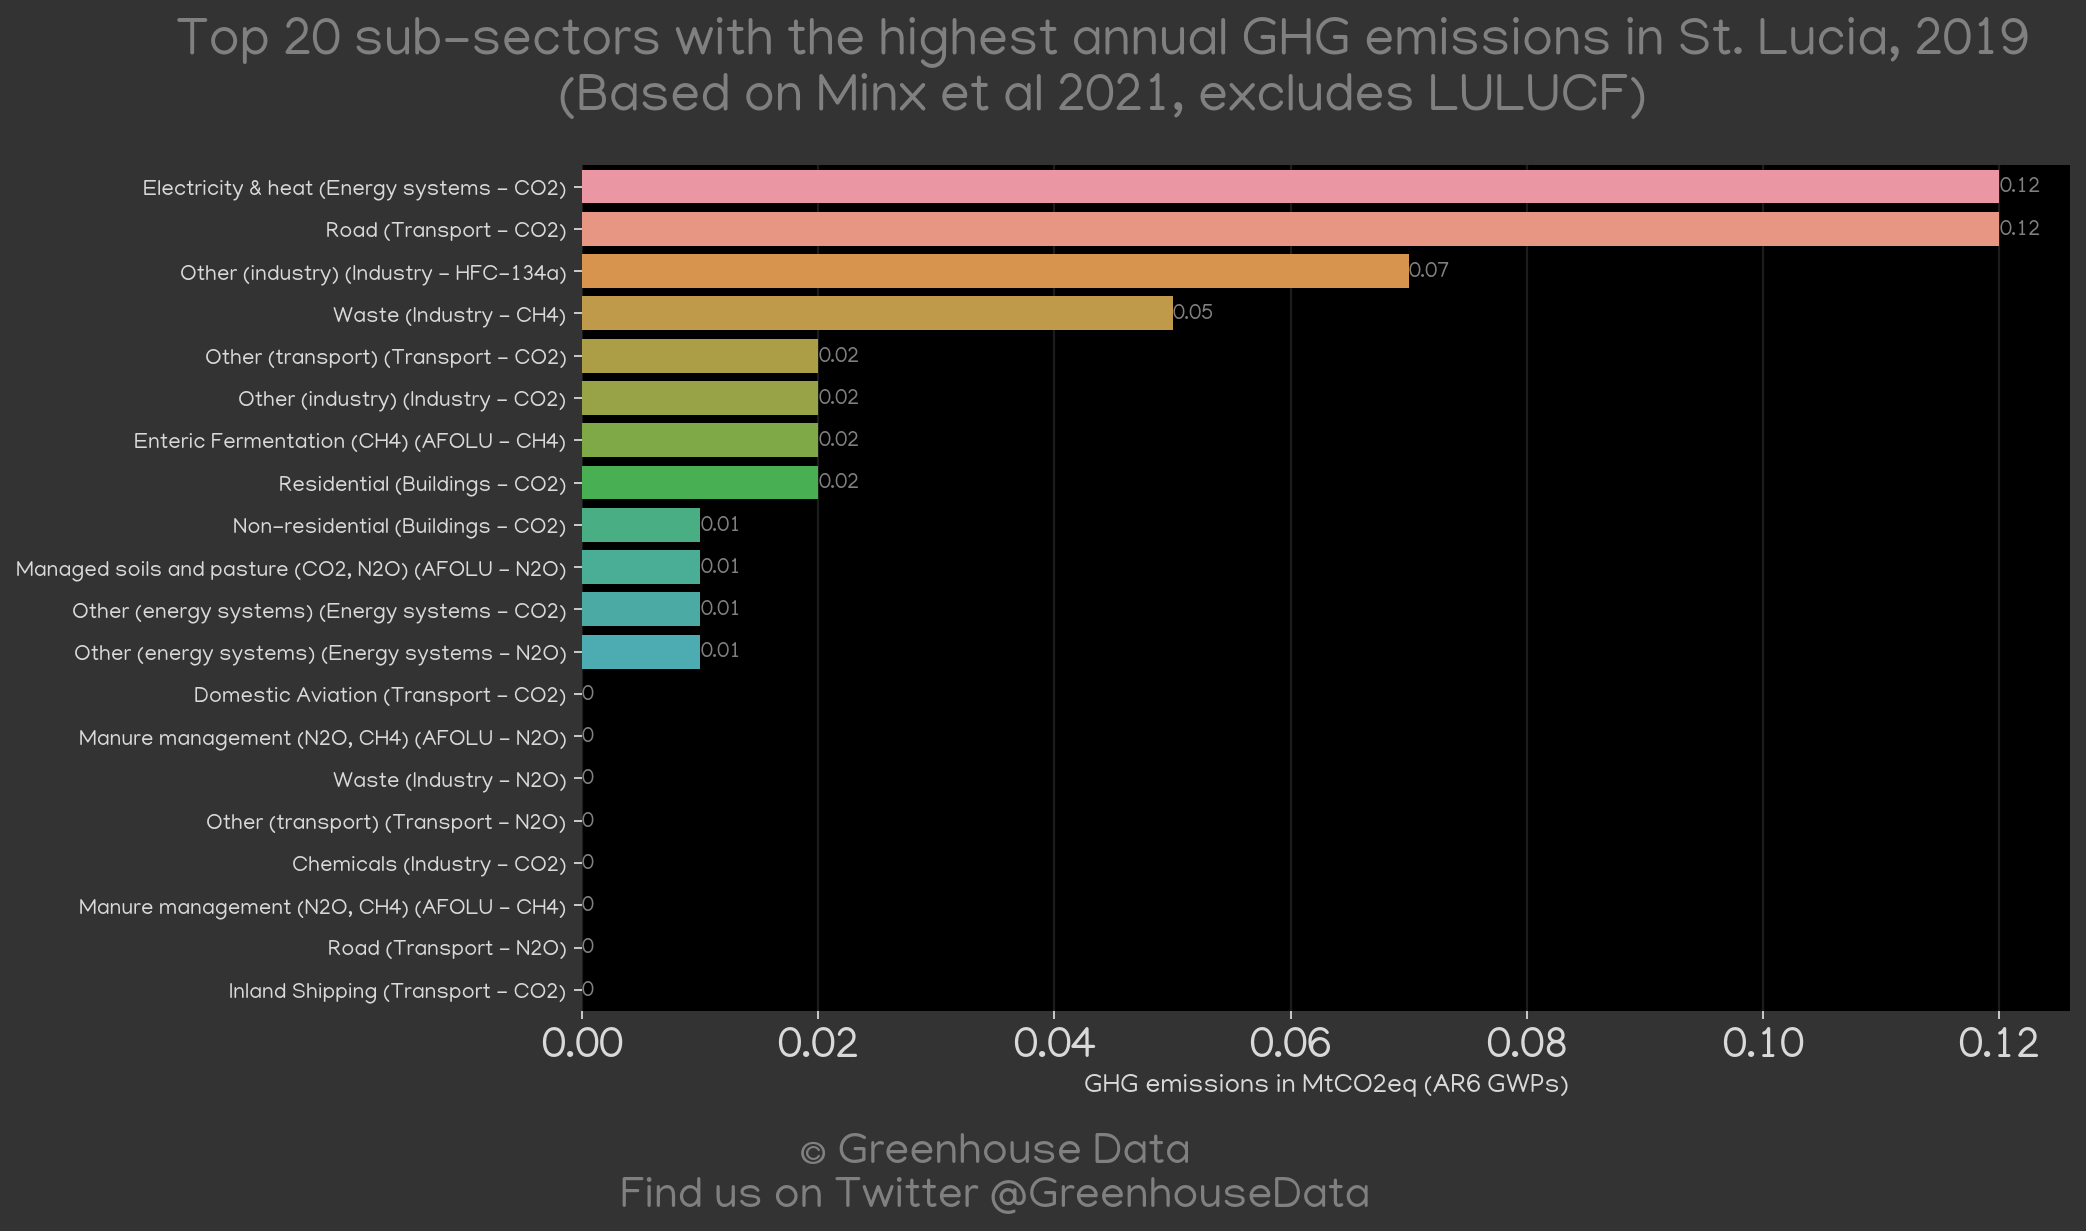 Top 20 sub-sectors with the highest annual GHG emissions in St. Lucia, 2019
(Based on Minx et al 2021, excludes LULUCF)
Electricity & heat (Energy systems - CO2) 0.12
Road (Transport - CO2) 0.12
Other (industry) (Industry - HFC-134a) 0.07
Waste (Industry - CH4) 0.05
Other (transport) (Transport - CO2) 0.02
Other (industry) (Industry - CO2) 0.02
Enteric Fermentation (CH4) (AFOLU - CH4) 0.02
Residential (Buildings - CO2) 0.02
Non-residential (Buildings - CO2) 0.01
Managed soils and pasture (CO2, N2O) (AFOLU - N2O) 0.01
Other (energy systems) (Energy systems - CO2) 0.01
Other (energy systems) (Energy systems - N2O) 0.01
Domestic Aviation (Transport - CO2) 0
Manure management (N2O, CH4) (AFOLU - N2O) 0
Waste (Industry - N2O) 0
Other (transport) (Transport - N2O) 0
Chemicals (Industry - CO2) 0
Manure management (N2O, CH4) (AFOLU - CH4) 0
Road (Transport - N2O) 0
Inland Shipping (Transport - CO2) 0
0.00 0.02 0.04 0.06 0.08 0.10 0.12
GHG emissions in MtCO2eq (AR6 GWPs)
© Greenhouse Data
Find us on Twitter @GreenhouseData